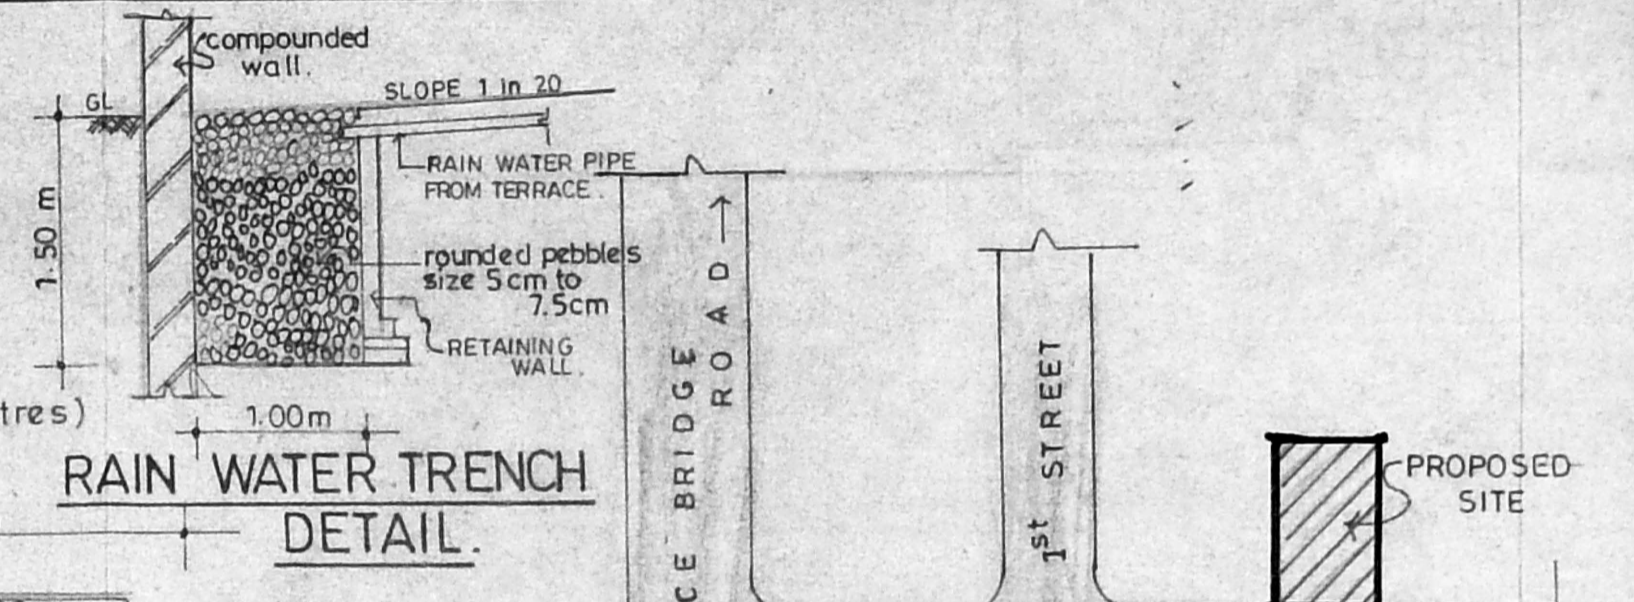 compounded
wall.
SLOPE 1 in 20
GL
RAIN WATER PIPE
FROM TERRACE.
1.50 m
rounded pebbles
size 5cm to
7.5cm
RETAINING
WALL.
tres)
1.00m
RAIN WATER TRENCH
DETAIL.
CE BRIDGE
ROAD →
1st STREET
PROPOSED
SITE